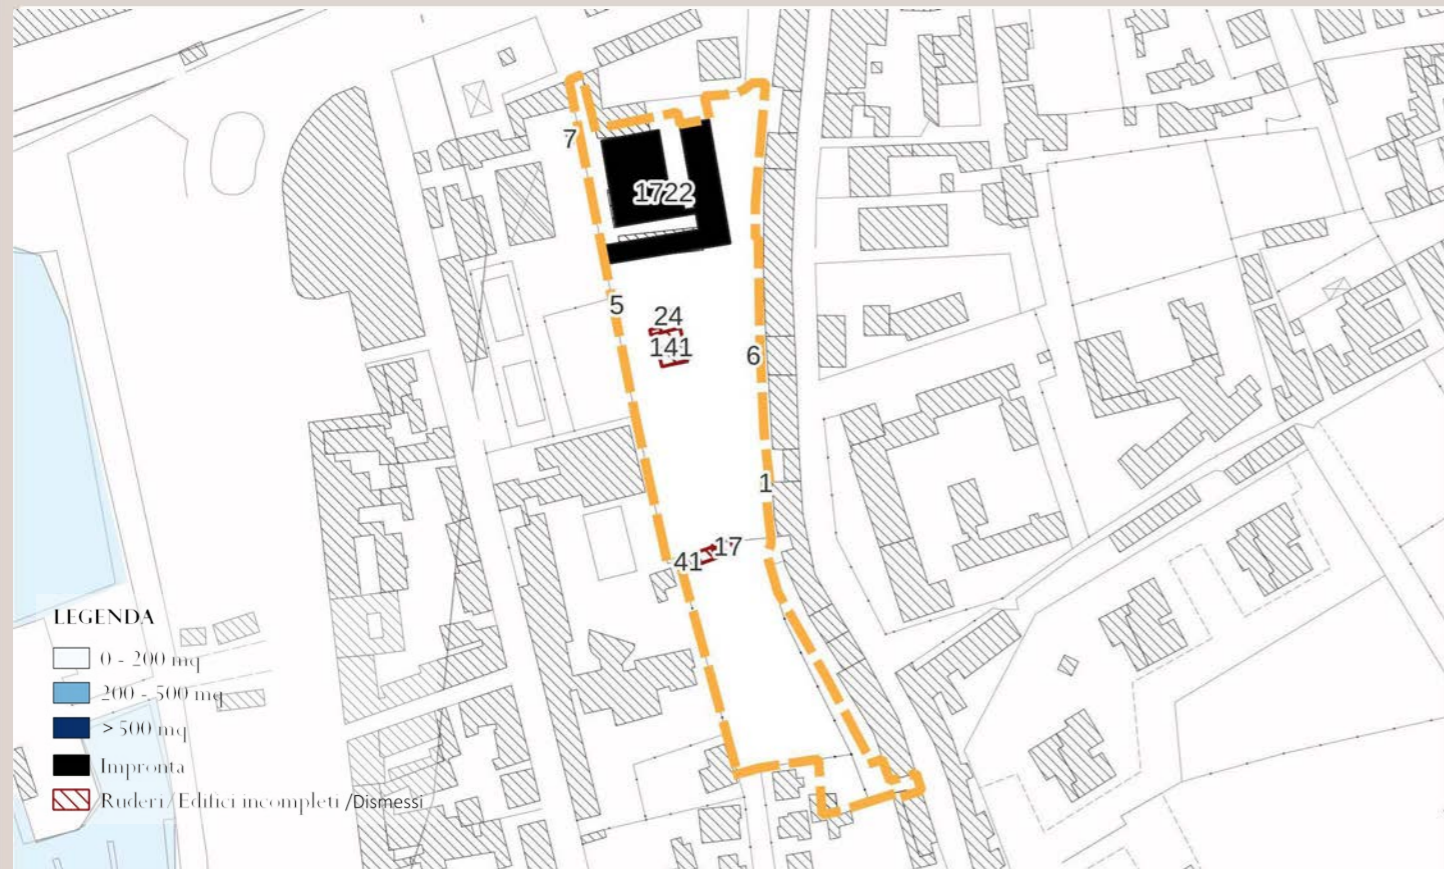 7
1722
5
24
141
6
1
17
41
LEGENDA
0 - 200 mq
200 - 500 mq
> 500 mq
Impronta
Ruderi / Edifici incompleti /Dismessi